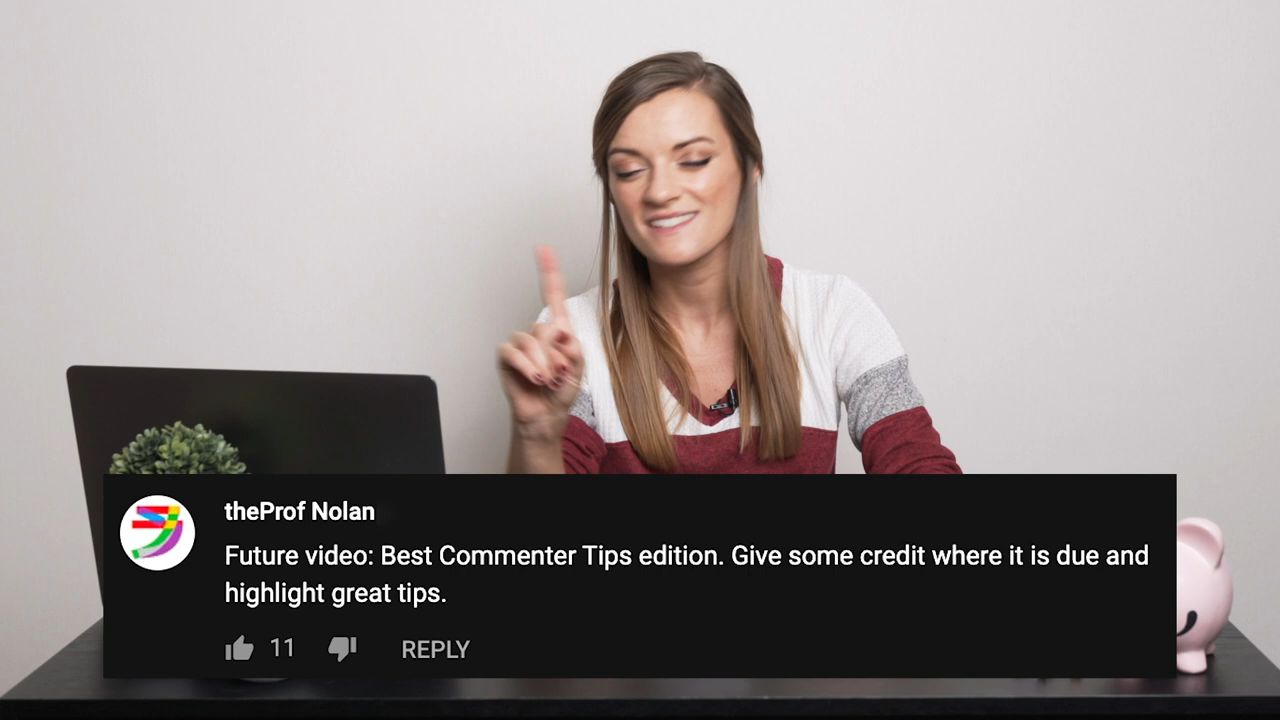 theProf Nolan
Future video: Best Commenter Tips edition. Give some credit where it is due and
highlight great tips.
11
REPLY